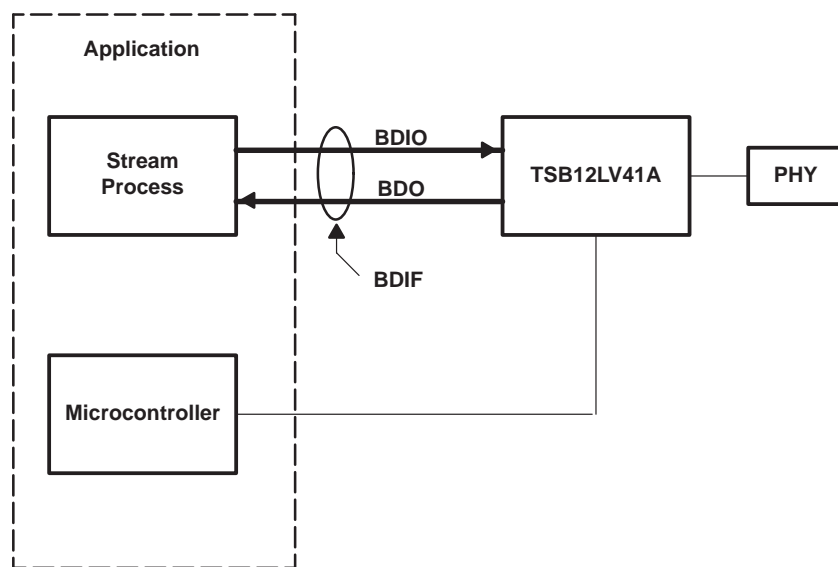 Application
Stream
Process
BDIO
BDO
BDIF
TSB12LV41A
PHY
Microcontroller